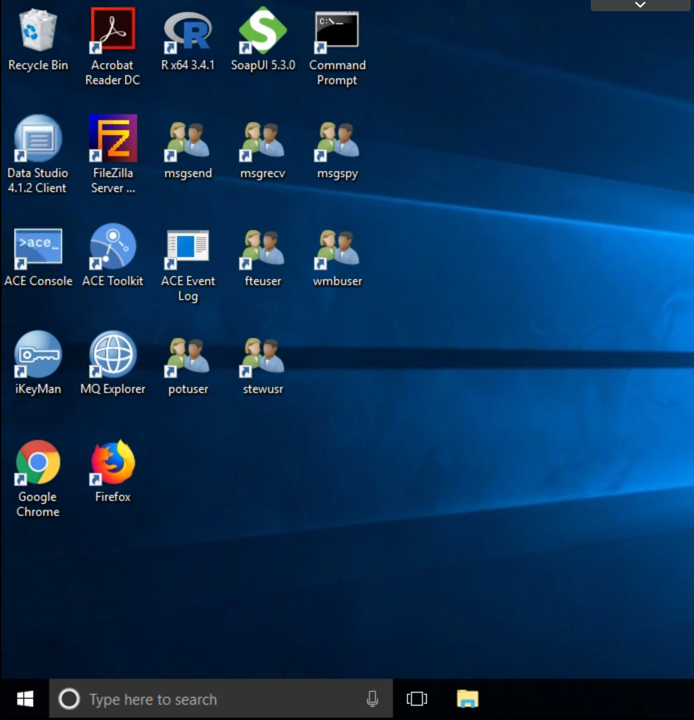 Recycle Bin
Acrobat
Reader DC
R x64 3.4.1
SoapUI 5.3.0
Command
Prompt
C:\_
Data Studio
4.1.2 Client
FileZilla
Server ...
msgsend
msgrecv
msgspy
>ace_
ACE Console
ACE Toolkit
ACE Event
Log
fteuser
wmbuser
iKeyMan
MQ Explorer
potuser
stewusr
Google
Chrome
Firefox
Type here to search